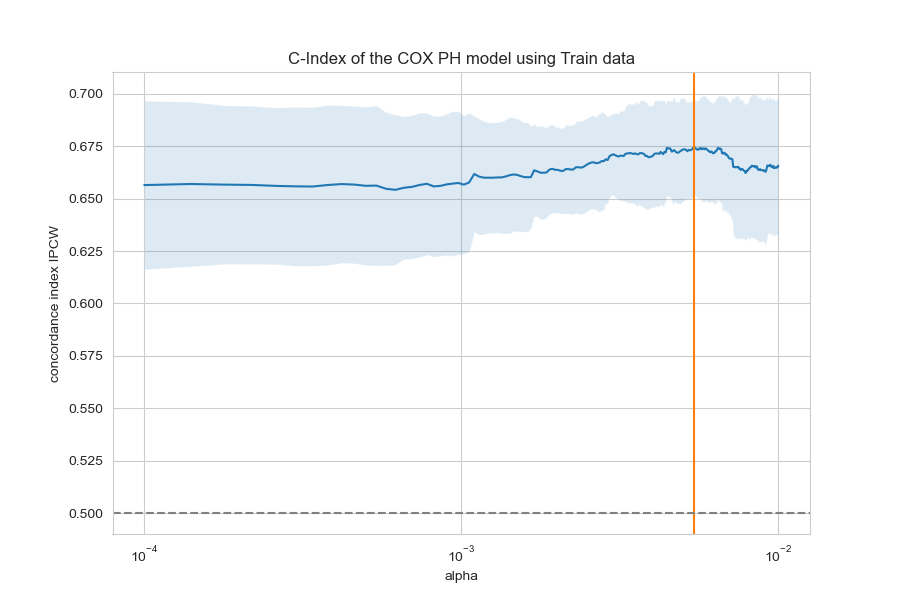 C-Index of the COX PH model using Train data
concordance index IPCW
0.700
0.675
0.650
0.625
0.600
0.575
0.550
0.525
0.500
10⁻⁴ 10⁻³ 10⁻²
alpha